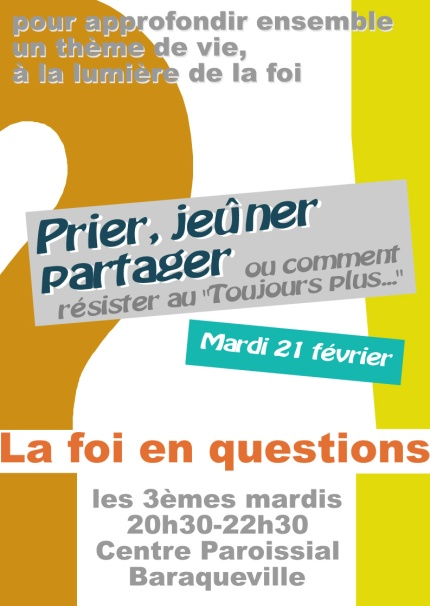 pour approfondir ensemble
un thème de vie,
à la lumière de la foi
Prier, jeûner
partager ou comment
résister au "Toujours plus..."
Mardi 21 février
La foi en questions
les 3èmes mardis
20h30-22h30
Centre Paroissial
Baraqueville